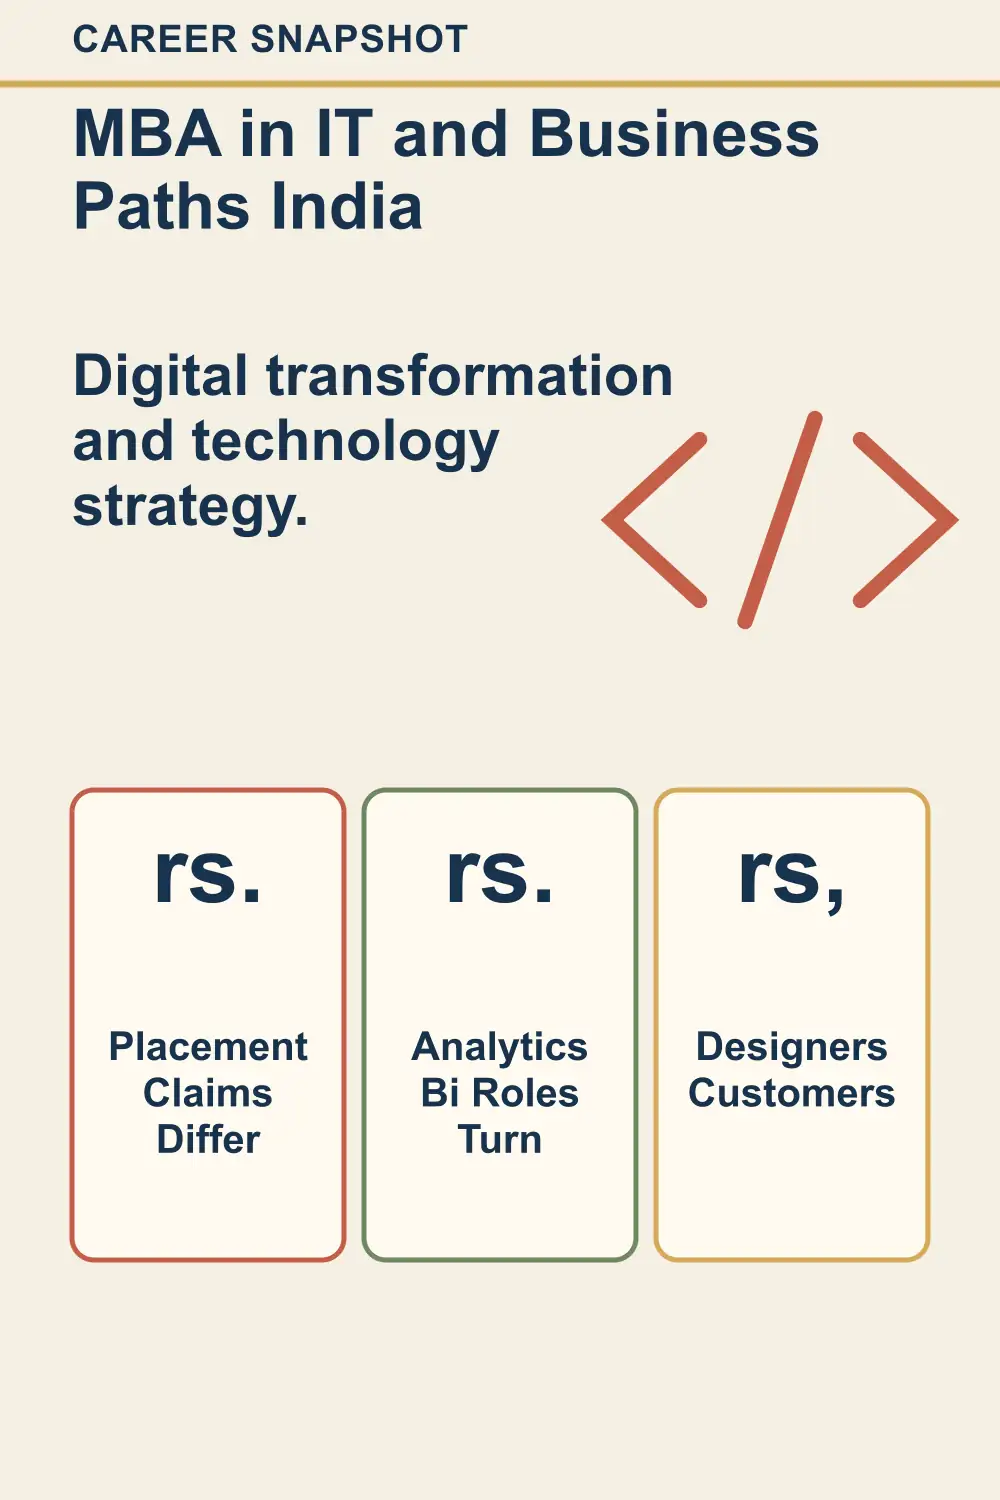 CAREER SNAPSHOT
MBA in IT and Business
Paths India
Digital transformation
and technology
strategy.
</>
rs.
Placement
Claims
Differ
rs.
Analytics
Bi Roles
Turn
rs,
Designers
Customers